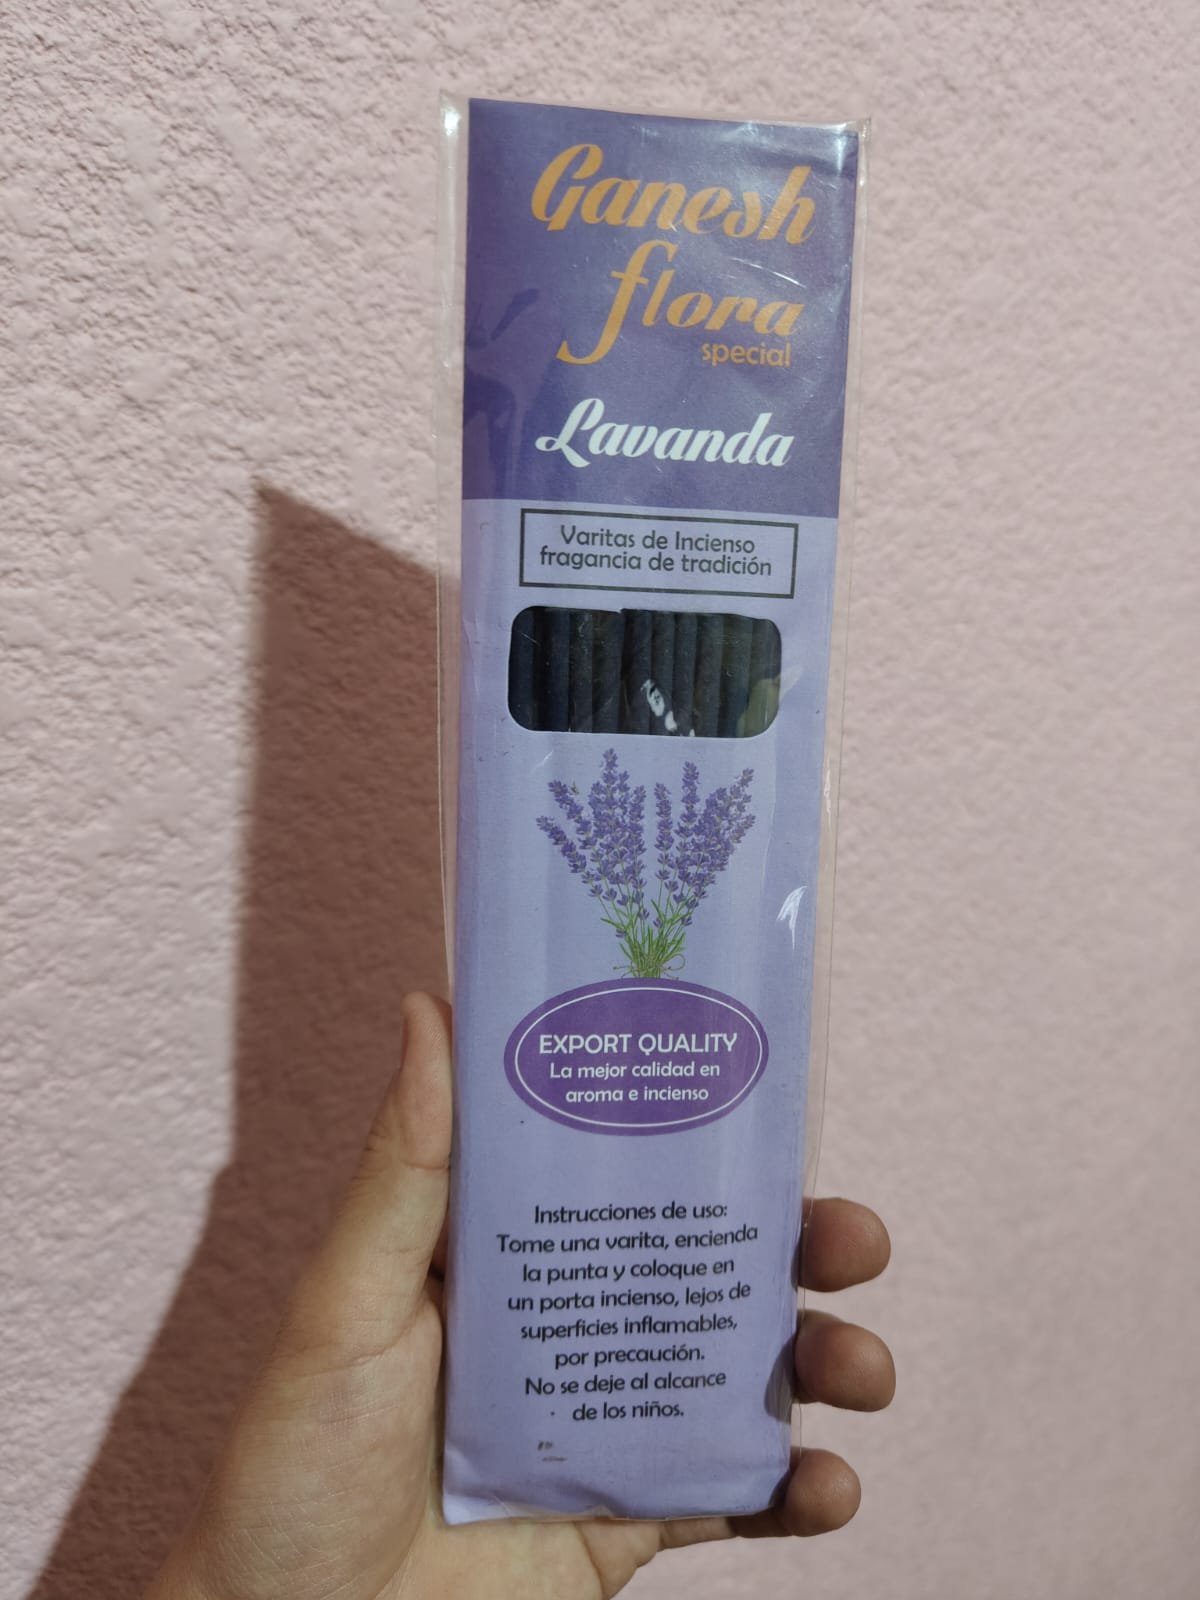 Ganesh
flora
special
Lavanda
Varitas de Incienso
fragancia de tradición
EXPORT QUALITY
La mejor calidad en
aroma e incienso
Instrucciones de uso:
Tome una varita, encienda
la punta y coloque en
un porta incienso, lejos de
superficies inflamables,
por precaución.
No se deje al alcance
de los niños.